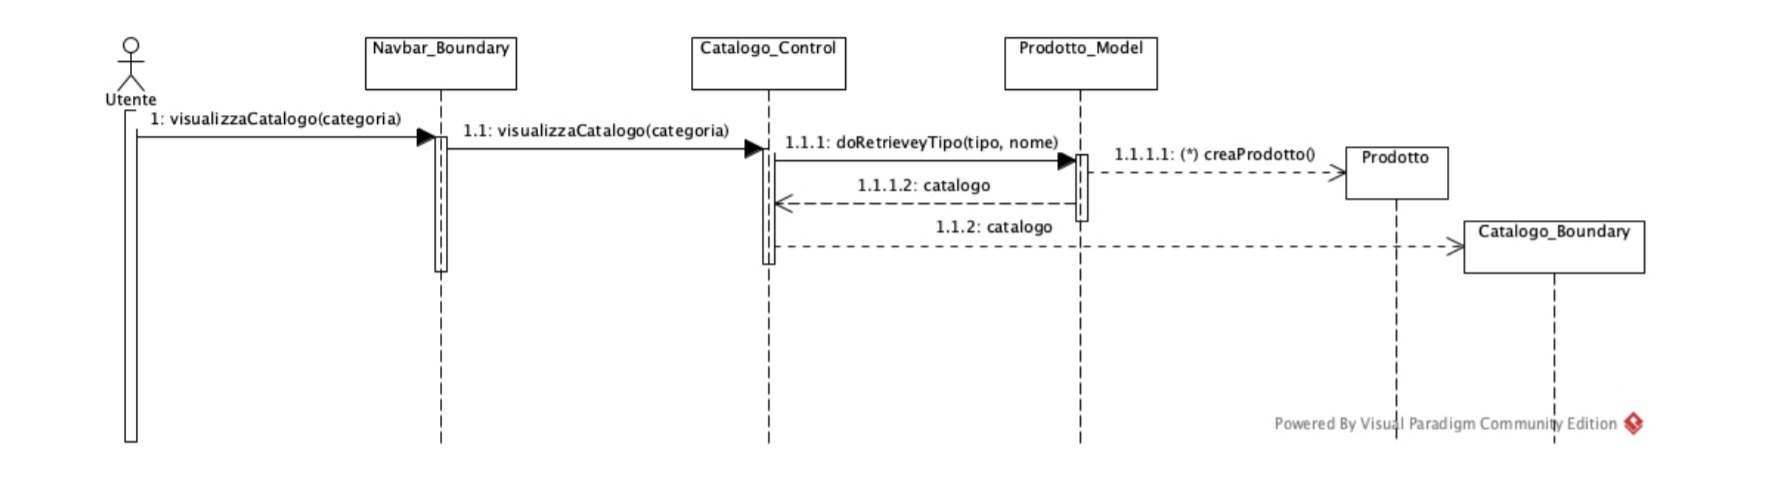 Navbar_Boundary
Catalogo_Control
Prodotto_Model
Utente
1: visualizzaCatalogo(categoria)
1.1: visualizzaCatalogo(categoria)
1.1.1: doRetrieveyTipo(tipo, nome)
1.1.1.1: (*) creaProdotto()
Prodotto
1.1.1.2: catalogo
1.1.2: catalogo
Catalogo_Boundary
Powered By Visual Paradigm Community Edition